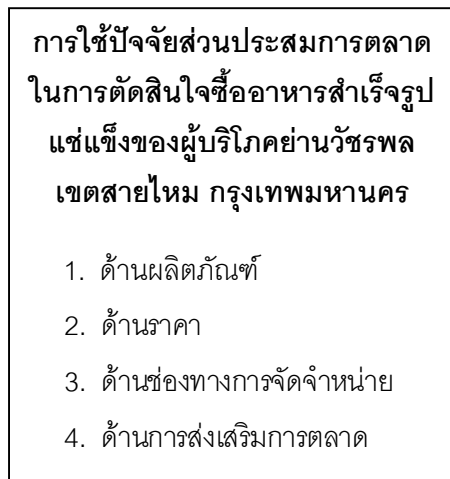 การใช้ปัจจัยส่วนประสมการตลาด
ในการตัดสินใจซื้ออาหารสำเร็จรูป
แช่แข็งของผู้บริโภคย่านวัชรพล
เขตสายไหม กรุงเทพมหานคร
1. ด้านผลิตภัณฑ์
2. ด้านราคา
3. ด้านช่องทางการจัดจำหน่าย
4. ด้านการส่งเสริมการตลาด